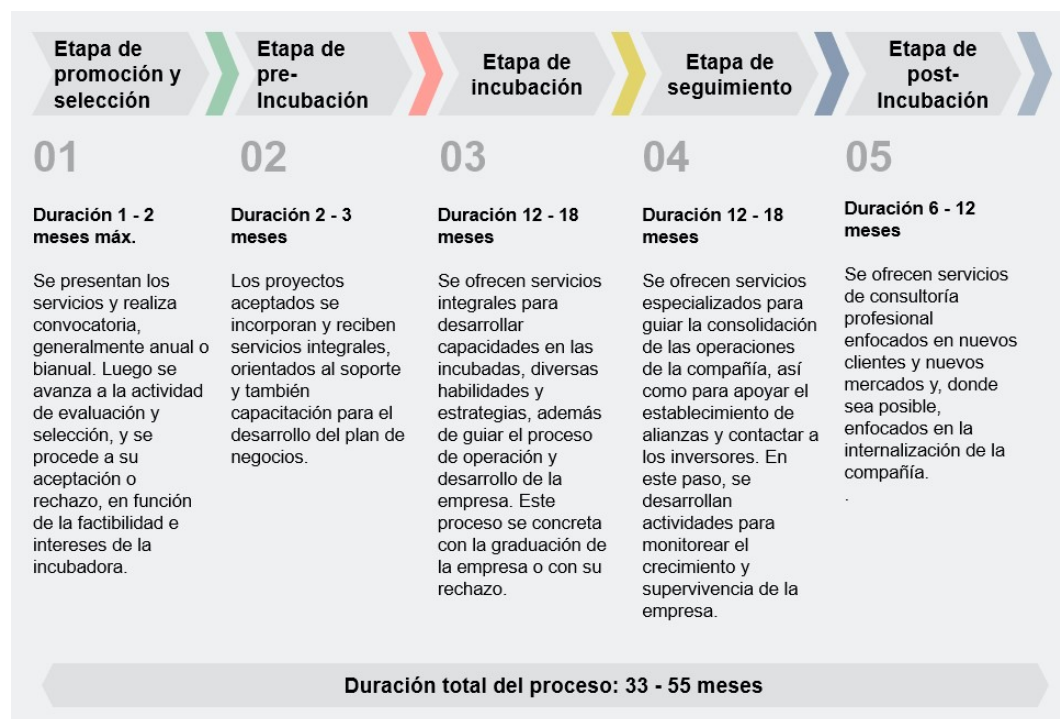 Etapa de
promoción y
selección
Etapa de
pre-
Incubación
Etapa de
incubación
Etapa de
seguimiento
Etapa de
post-
Incubación
01
Duración 1 - 2
meses máx.
Se presentan los
servicios y realiza
convocatoria,
generalmente anual o
bianual. Luego se
avanza a la actividad
de evaluación y
selección, y se
procede a su
aceptación o
rechazo, en función
de la factibilidad e
intereses de la
incubadora.
02
Duración 2 - 3
meses
Los proyectos
aceptados se
incorporan y reciben
servicios integrales,
orientados al soporte
y también
capacitación para el
desarrollo del plan de
negocios.
03
Duración 12 - 18
meses
Se ofrecen servicios
integrales para
desarrollar
capacidades en las
incubadas, diversas
habilidades y
estrategias, además
de guiar el proceso
de operación y
desarrollo de la
empresa. Este
proceso se concreta
con la graduación de
la empresa o con su
rechazo.
04
Duración 12 - 18
meses
Se ofrecen servicios
especializados para
guiar la consolidación
de las operaciones
de la compañía, así
como para apoyar el
establecimiento de
alianzas y contactar a
los inversores. En
este paso, se
desarrollan
actividades para
monitorear el
crecimiento y
supervivencia de la
empresa.
05
Duración 6 - 12
meses
Se ofrecen servicios
de consultoría
profesional
enfocados en nuevos
clientes y nuevos
mercados y, donde
sea posible,
enfocados en la
internalización de la
compañía.
.
Duración total del proceso: 33 - 55 meses